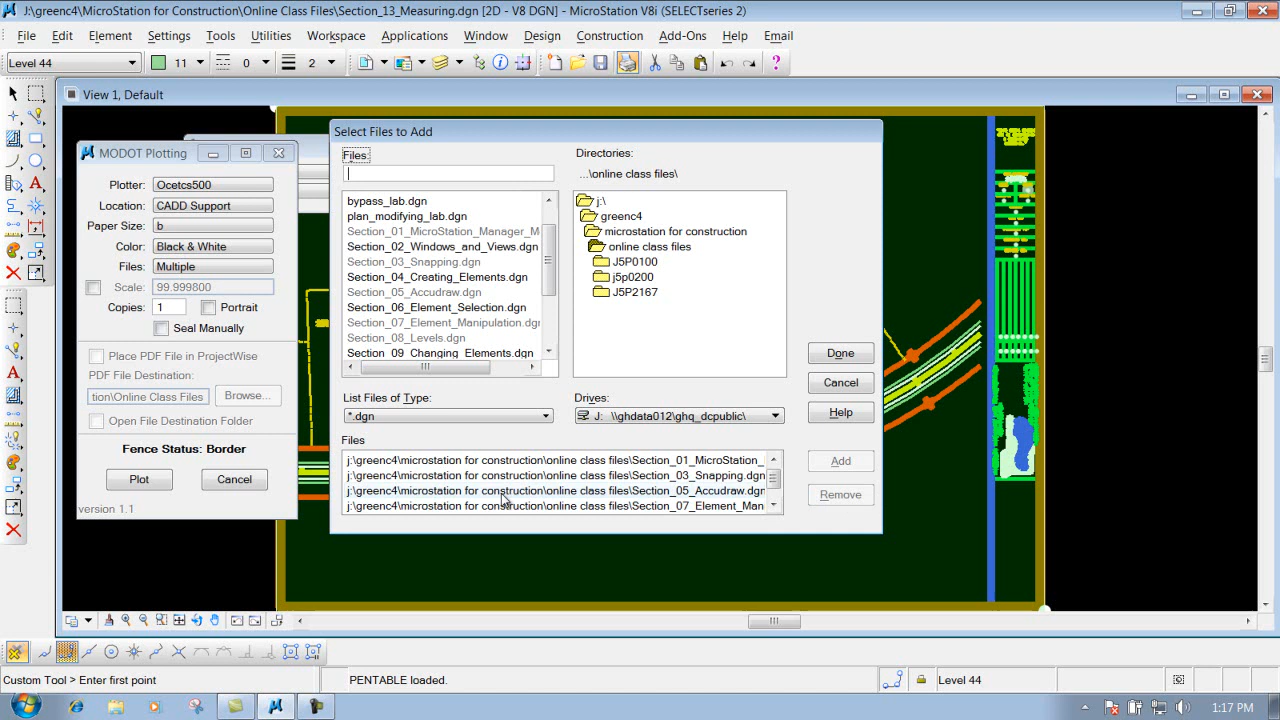 J:\greenc4\MicroStation for Construction\Online Class Files\Section_13_Measuring.dgn [2D - V8 DGN] - MicroStation V8i (SELECTseries 2)
File Edit Element Settings Tools Utilities Workspace Applications Window Design Construction Add-Ons Help Email
Level 44 11 0 2
View 1, Default
MODOT Plotting
Plotter: Ocetcs500
Location: CADD Support
Paper Size: b
Color: Black & White
Files: Multiple
Scale: 99.999800
Copies: 1 Portrait
Seal Manually
Place PDF File in ProjectWise
PDF File Destination:
tion\Online Class Files Browse...
Open File Destination Folder
Fence Status: Border
Plot Cancel
version 1.1
Select Files to Add
Files:
bypass_lab.dgn
plan_modifying_lab.dgn
Section_01_MicroStation_Manager_M
Section_02_Windows_and_Views.dgn
Section_03_Snapping.dgn
Section_04_Creating_Elements.dgn
Section_05_Accudraw.dgn
Section_06_Element_Selection.dgn
Section_07_Element_Manipulation.dgn
Section_08_Levels.dgn
Section_09_Changing_Elements.dgn
Directories:
...\online class files\
j:\
greenc4
microstation for construction
online class files
J5P0100
j5p0200
J5P2167
Done
Cancel
Help
List Files of Type:
*.dgn
Drives:
J: \\ghdata012\ghq_dcpublic\
Files
j:\greenc4\microstation for construction\online class files\Section_01_MicroStation_
j:\greenc4\microstation for construction\online class files\Section_03_Snapping.dgn
j:\greenc4\microstation for construction\online class files\Section_05_Accudraw.dgn
j:\greenc4\microstation for construction\online class files\Section_07_Element_Man
Add
Remove
Custom Tool > Enter first point
PENTABLE loaded.
Level 44
1:17 PM